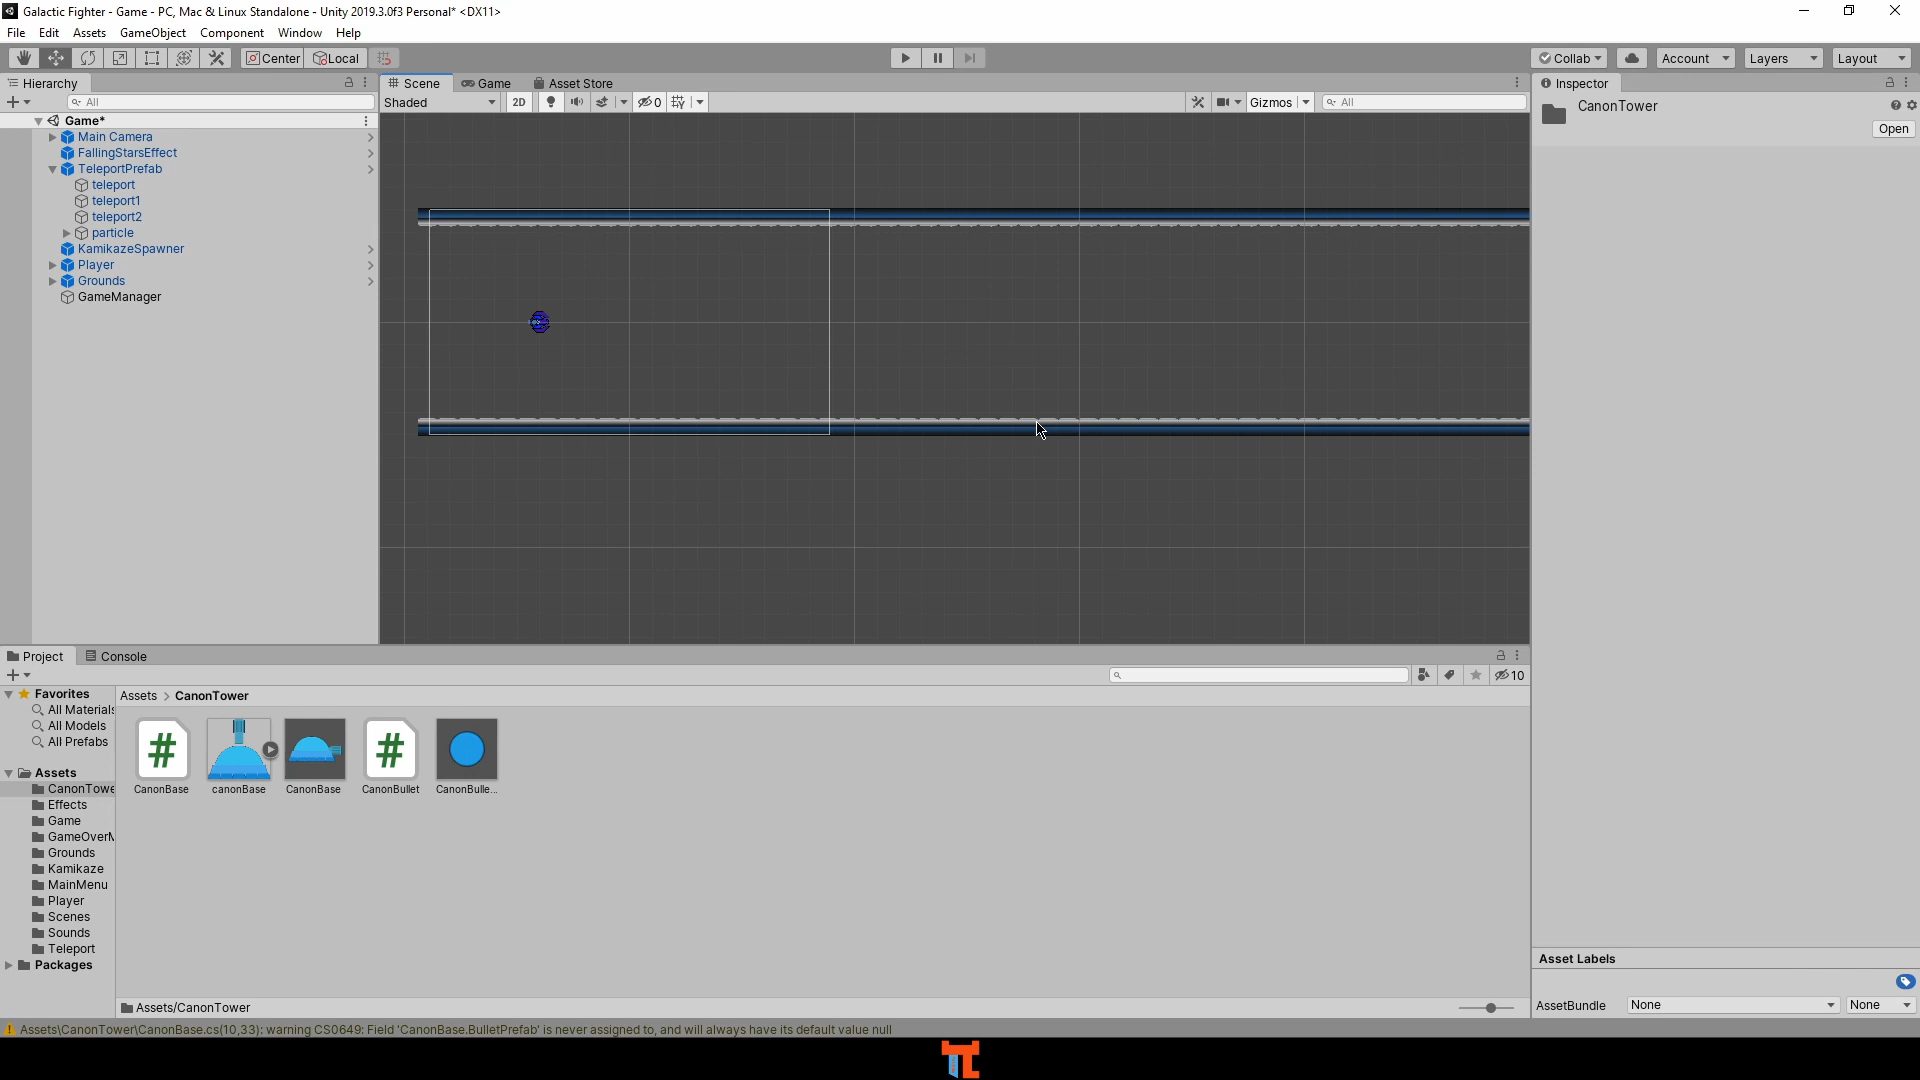 Galactic Fighter - Game - PC, Mac & Linux Standalone - Unity 2019.3.0f3 Personal* <DX11>
File Edit Assets GameObject Component Window Help
Center Local Collab Account Layers Layout
Hierarchy
All
Game*
Main Camera
FallingStarsEffect
TeleportPrefab
teleport
teleport1
teleport2
particle
KamikazeSpawner
Player
Grounds
GameManager
Scene Game Asset Store
Shaded 2D 0 Gizmos All
Inspector
CanonTower
Open
Project Console
10
Favorites
All Materials
All Models
All Prefabs
Assets
CanonTowe
Effects
Game
GameOverM
Grounds
Kamikaze
MainMenu
Player
Scenes
Sounds
Teleport
Packages
Assets > CanonTower
# #
CanonBase canonBase CanonBase CanonBullet CanonBulle...
Assets/CanonTower
Asset Labels
AssetBundle None None
Assets\CanonTower\CanonBase.cs(10,33): warning CS0649: Field 'CanonBase.BulletPrefab' is never assigned to, and will always have its default value null